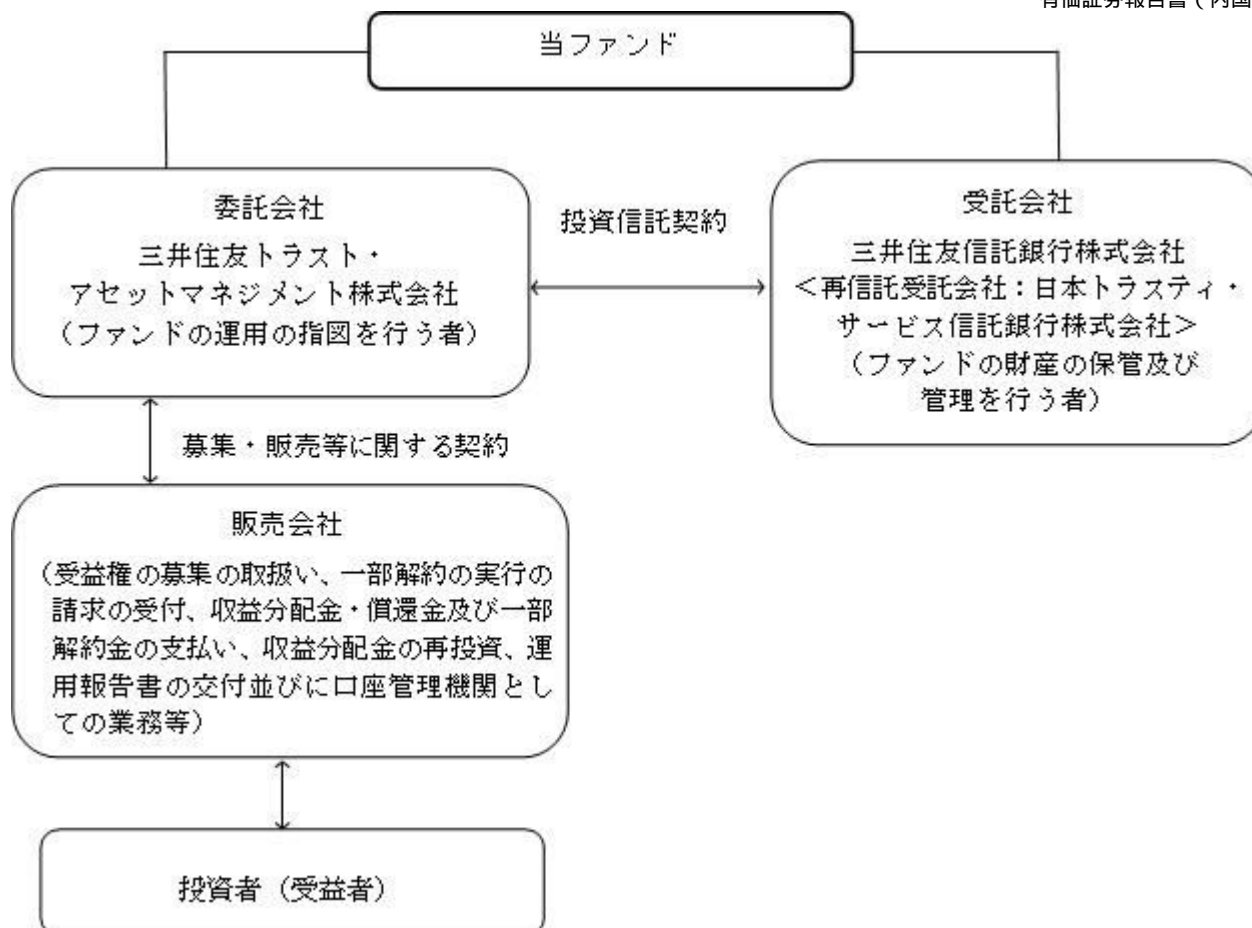 有価証券報告書（内国
当ファンド
委託会社
三井住友トラスト・
アセットマネジメント株式会社
（ファンドの運用の指図を行う者）
投資信託契約
受託会社
三井住友信託銀行株式会社
＜再信託受託会社：日本トラスティ・
サービス信託銀行株式会社＞
（ファンドの財産の保管及び
管理を行う者）
募集・販売等に関する契約
販売会社
（受益権の募集の取扱い、一部解約の実行の
請求の受付、収益分配金・償還金及び一部
解約金の支払い、収益分配金の再投資、運
用報告書の交付並びに口座管理機関とし
ての業務等）
投資者（受益者）